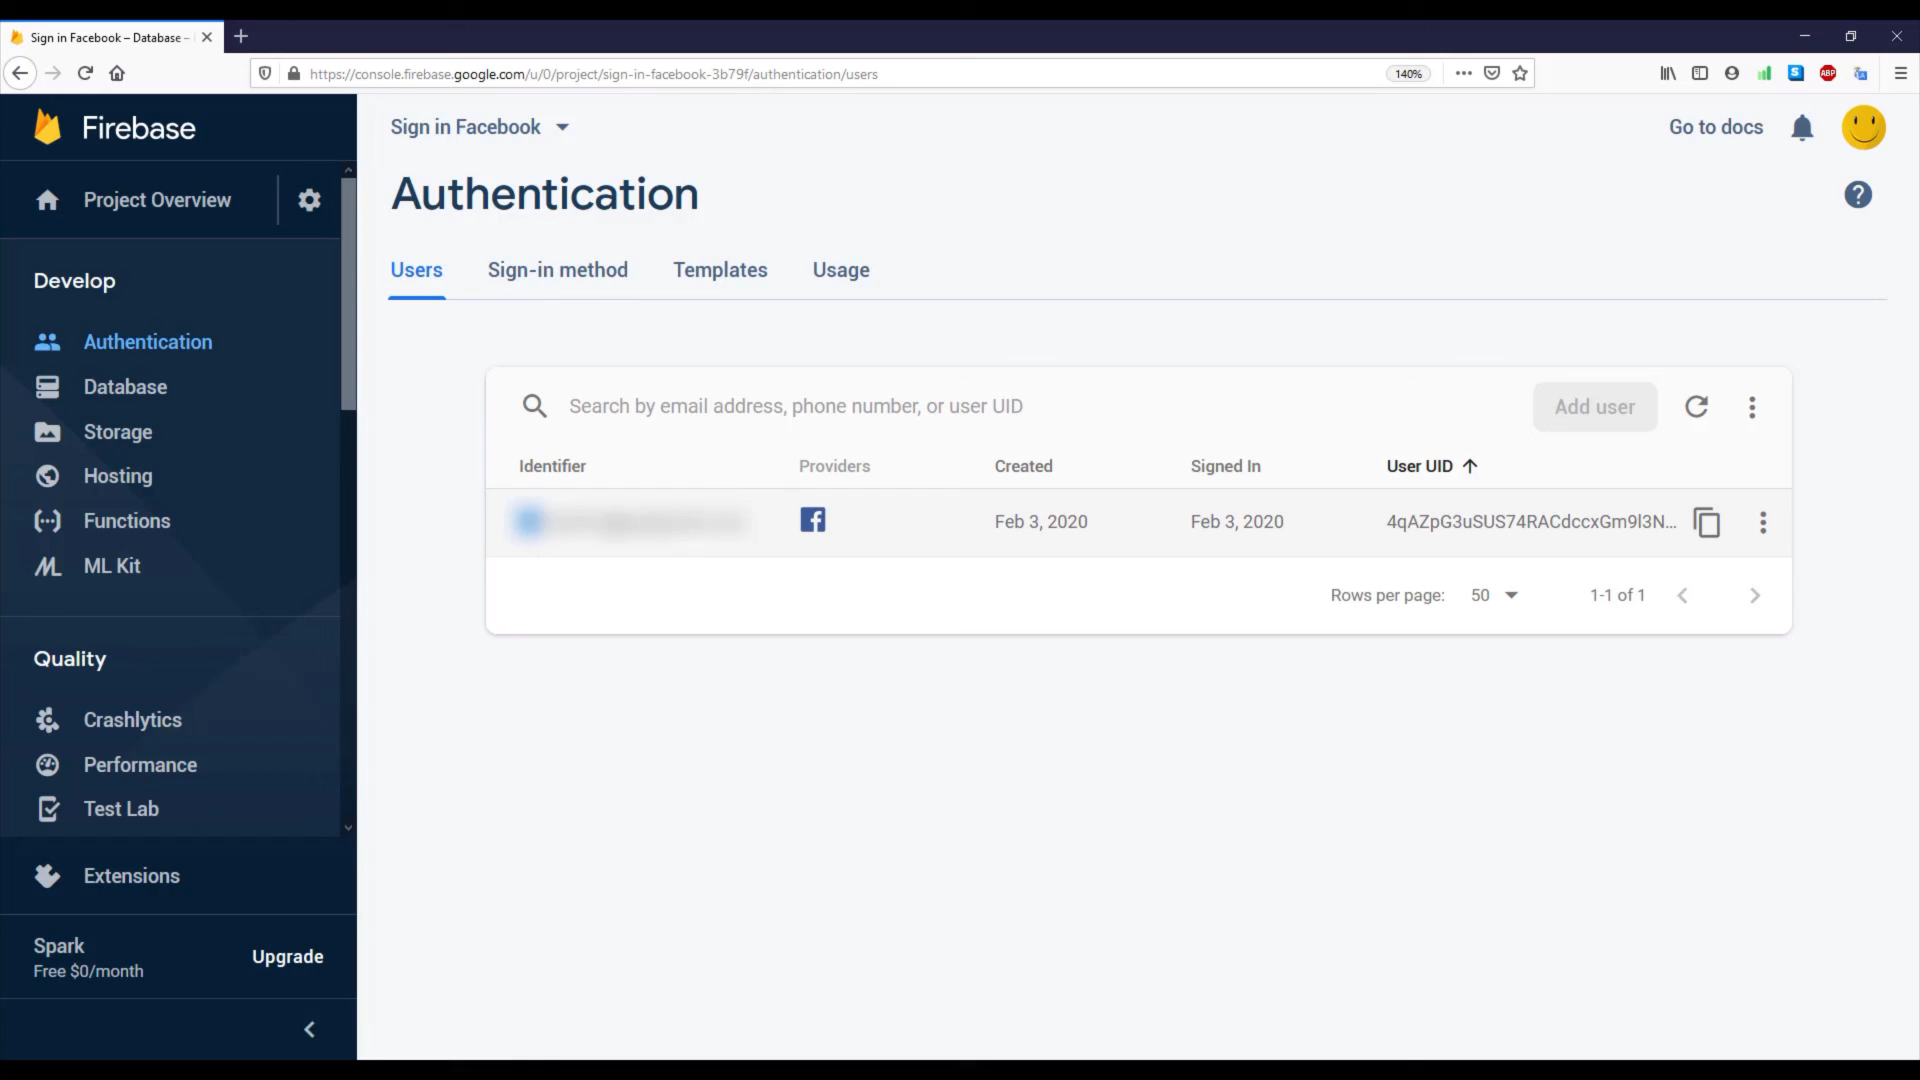 Sign in Facebook – Database –
https://console.firebase.google.com/u/0/project/sign-in-facebook-3b79f/authentication/users
140%
S
ABP
Firebase
Sign in Facebook
Go to docs
Project Overview
Authentication
?
Users Sign-in method Templates Usage
Develop
Authentication
Database
Storage
Hosting
Functions
ML Kit
Search by email address, phone number, or user UID
Add user
Identifier Providers Created Signed In User UID
Feb 3, 2020 Feb 3, 2020 4qAZpG3uSUS74RACdccxGm9l3N...
Rows per page: 50 1-1 of 1
Quality
Crashlytics
Performance
Test Lab
Extensions
Spark
Free $0/month
Upgrade